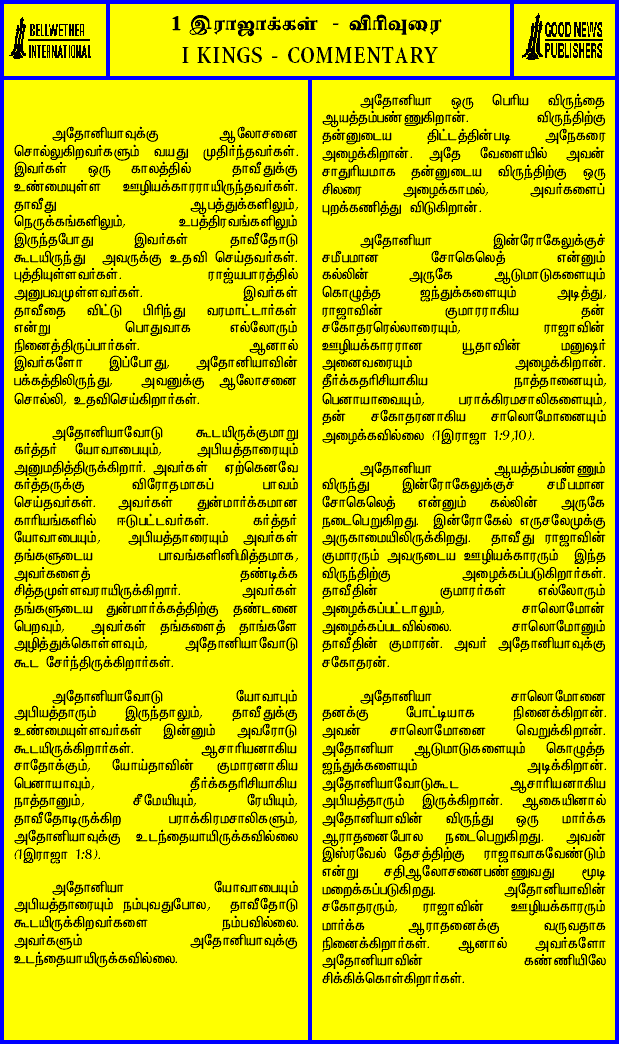 BELLWETHER
INTERNATIONAL
1 இராஜாக்கள் - விரிவுரை
I KINGS - COMMENTARY
GOOD NEWS
PUBLISHERS
அதோனியாவுக்கு ஆலோசனை
சொல்லுகிறவர்களும் வயது முதிர்ந்தவர்கள்.
இவர்கள் ஒரு காலத்தில் தாவீதுக்கு
உண்மையுள்ள ஊழியக்காரராயிருந்தவர்கள்.
தாவீது ஆபத்துக்களிலும்,
நெருக்கங்களிலும், உபத்திரவங்களிலும்
இருந்தபோது இவர்கள் தாவீதோடு
கூடயிருந்து அவருக்கு உதவி செய்தவர்கள்.
புத்தியுள்ளவர்கள். ராஜ்யபாரத்தில்
அனுபவமுள்ளவர்கள். இவர்கள்
தாவீதை விட்டு பிரிந்து வரமாட்டார்கள்
என்று பொதுவாக எல்லோரும்
நினைத்திருப்பார்கள். ஆனால்
இவர்களோ இப்போது, அதோனியாவின்
பக்கத்திலிருந்து, அவனுக்கு ஆலோசனை
சொல்லி, உதவிசெய்கிறார்கள்.
அதோனியாவோடு கூடயிருக்குமாறு
கர்த்தர் யோவாபையும், அபியத்தாரையும்
அனுமதித்திருக்கிறார். அவர்கள் ஏற்கெனவே
கர்த்தருக்கு விரோதமாகப் பாவம்
செய்தவர்கள். அவர்கள் துன்மார்க்கமான
காரியங்களில் ஈடுபட்டவர்கள். கர்த்தர்
யோவாபையும், அபியத்தாரையும் அவர்கள்
தங்களுடைய பாவங்களினிமித்தமாக,
அவர்களைத் தண்டிக்க
சித்தமுள்ளவராயிருக்கிறார். அவர்கள்
தங்களுடைய துன்மார்க்கத்திற்கு தண்டனை
பெறவும், அவர்கள் தங்களைத் தாங்களே
அழித்துக்கொள்ளவும், அதோனியாவோடு
கூட சேர்ந்திருக்கிறார்கள்.
அதோனியாவோடு யோவாபும்
அபியத்தாரும் இருந்தாலும், தாவீதுக்கு
உண்மையுள்ளவர்கள் இன்னும் அவரோடு
கூடயிருக்கிறார்கள். ஆசாரியனாகிய
சாதோக்கும், யோய்தாவின் குமாரனாகிய
பெனாயாவும், தீர்க்கதரிசியாகிய
நாத்தானும், சீமேயியும், ரேயியும்,
தாவீதோடிருக்கிற பராக்கிரமசாலிகளும்,
அதோனியாவுக்கு உடந்தையாயிருக்கவில்லை
(1இராஜா 1:8).
அதோனியா யோவாபையும்
அபியத்தாரையும் நம்புவதுபோல, தாவீதோடு
கூடயிருக்கிறவர்களை நம்பவில்லை.
அவர்களும் அதோனியாவுக்கு
உடந்தையாயிருக்கவில்லை.
அதோனியா ஒரு பெரிய விருந்தை
ஆயத்தம்பண்ணுகிறான். விருந்திற்கு
தன்னுடைய திட்டத்தின்படி அநேகரை
அழைக்கிறான். அதே வேளையில் அவன்
சாதுரியமாக தன்னுடைய விருந்திற்கு ஒரு
சிலரை அழைக்காமல், அவர்களைப்
புறக்கணித்து விடுகிறான்.
அதோனியா இன்ரோகேலுக்குச்
சமீபமான சோகெலெத் என்னும்
கல்லின் அருகே ஆடுமாடுகளையும்
கொழுத்த ஜந்துக்களையும் அடித்து,
ராஜாவின் குமாரராகிய தன்
சகோதரரெல்லாரையும், ராஜாவின்
ஊழியக்காரரான யூதாவின் மனுஷர்
அனைவரையும் அழைக்கிறான்.
தீர்க்கதரிசியாகிய நாத்தானையும்,
பெனாயாவையும், பராக்கிரமசாலிகளையும்,
தன் சகோதரனாகிய சாலொமோனையும்
அழைக்கவில்லை (1இராஜா 1:9,10).
அதோனியா ஆயத்தம்பண்ணும்
விருந்து இன்ரோகேலுக்குச் சமீபமான
சோகெலெத் என்னும் கல்லின் அருகே
நடைபெறுகிறது. இன்ரோகேல் எருசலேமுக்கு
அருகாமையிலிருக்கிறது. தாவீது ராஜாவின்
குமாரரும் அவருடைய ஊழியக்காரரும் இந்த
விருந்திற்கு அழைக்கப்படுகிறார்கள்.
தாவீதின் குமாரர்கள் எல்லோரும்
அழைக்கப்பட்டாலும், சாலொமோன்
அழைக்கப்படவில்லை. சாலொமோனும்
தாவீதின் குமாரன். அவர் அதோனியாவுக்கு
சகோதரன்.
அதோனியா சாலொமோனை
தனக்கு போட்டியாக நினைக்கிறான்.
அவன் சாலொமோனை வெறுக்கிறான்.
அதோனியா ஆடுமாடுகளையும் கொழுத்த
ஜந்துக்களையும் அடிக்கிறான்.
அதோனியாவோடுகூட ஆசாரியனாகிய
அபியத்தாரும் இருக்கிறான். ஆகையினால்
அதோனியாவின் விருந்து ஒரு மார்க்க
ஆராதனைபோல நடைபெறுகிறது. அவன்
இஸ்ரவேல் தேசத்திற்கு ராஜாவாகவேண்டும்
என்று சதிஆலோசனைபண்ணுவது மூடி
மறைக்கப்படுகிறது. அதோனியாவின்
சகோதரரும், ராஜாவின் ஊழியக்காரரும்
மார்க்க ஆராதனைக்கு வருவதாக
நினைக்கிறார்கள். ஆனால் அவர்களோ
அதோனியாவின் கண்ணியிலே
சிக்கிக்கொள்கிறார்கள்.